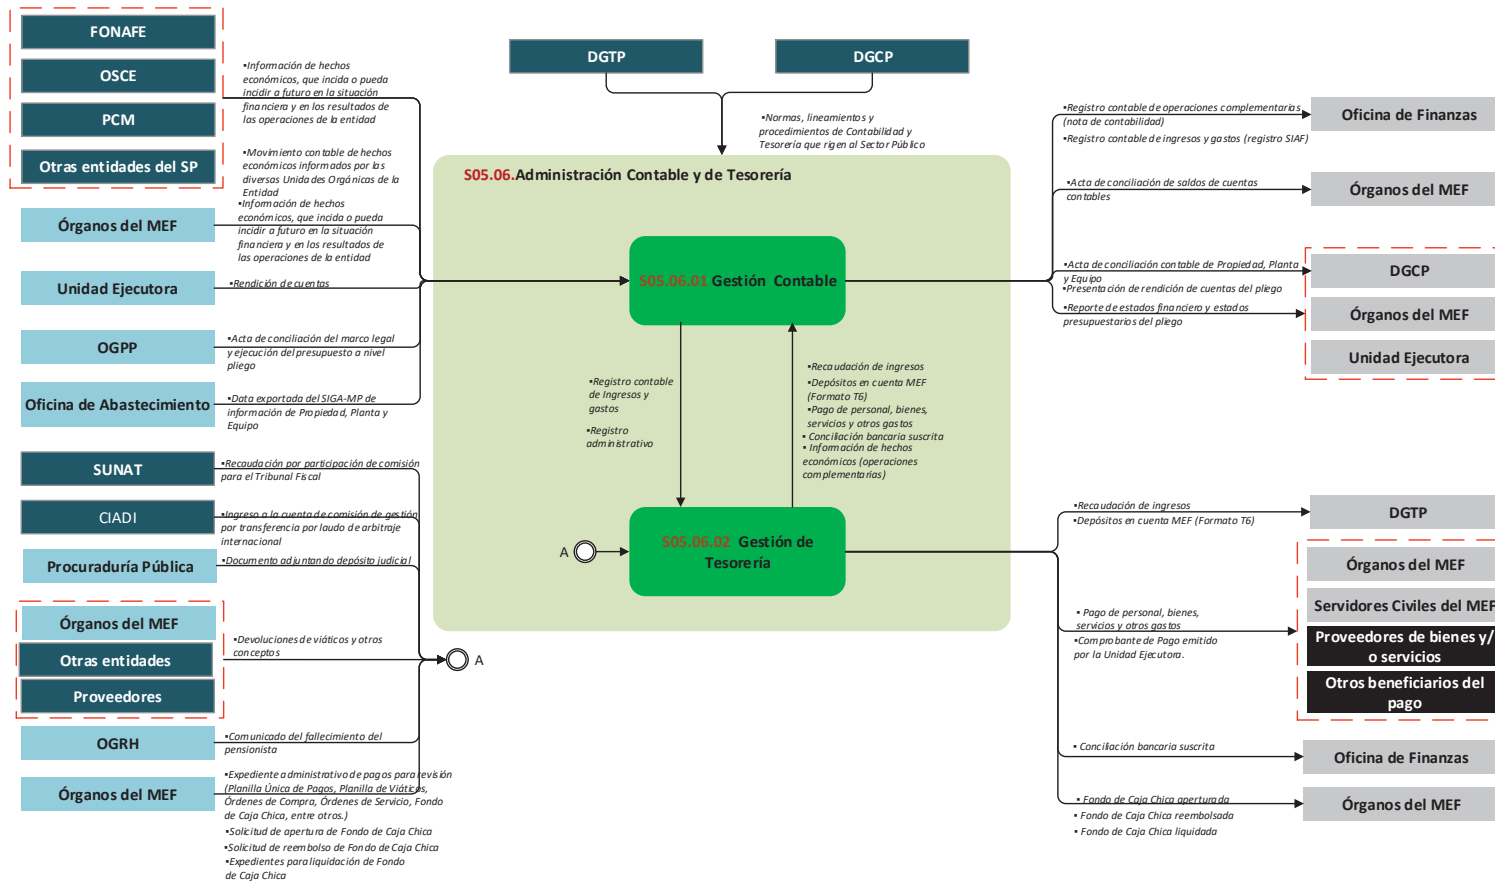 FONAFE
OSCE
PCM
Otras entidades del SP
▪Información de hechos
económicos, que incida o pueda
incidir a futuro en la situación
financiera y en los resultados de
las operaciones de la entidad
▪Movimiento contable de hechos
económicos informados por las
diversas Unidades Orgánicas de la
Entidad
Órganos del MEF
▪Información de hechos
económicos, que incida o pueda
incidir a futuro en la situación
financiera y en los resultados de
las operaciones de la entidad
Unidad Ejecutora
▪Rendición de cuentas
OGPP
▪Acta de conciliación del marco legal
y ejecución del presupuesto a nivel
pliego
Oficina de Abastecimiento
▪Data exportada del SIGA-MP de
información de Propiedad, Planta y
Equipo
SUNAT
▪Recaudación por participación de comisión
para el Tribunal Fiscal
CIADI
▪Ingreso a la cuenta de comisión de gestión
por transferencia por laudo de arbitraje
internacional
Procuraduría Pública
▪Documento adjuntando depósito judicial
Órganos del MEF
Otras entidades
Proveedores
▪Devoluciones de viáticos y otros
conceptos
A
OGRH
▪Comunicado del fallecimiento del
pensionista
Órganos del MEF
▪Expediente administrativo de pagos para revisión
(Planilla Única de Pagos, Planilla de Viáticos,
Órdenes de Compra, Órdenes de Servicio, Fondo
de Caja Chica, entre otros.)
▪Solicitud de apertura de Fondo de Caja Chica
▪Solicitud de reembolso de Fondo de Caja Chica
▪Expedientes para liquidación de Fondo
de Caja Chica
DGTP
DGCP
▪Normas, lineamientos y
procedimientos de Contabilidad y
Tesorería que rigen al Sector Público
S05.06.Administración Contable y de Tesorería
S05.06.01 Gestión Contable
▪Registro contable
de Ingresos y
gastos
▪Registro
administrativo
▪Recaudación de ingresos
▪Depósitos en cuenta MEF
(Formato T6)
▪Pago de personal, bienes,
servicios y otros gastos
▪ Conciliación bancaria suscrita
▪ Información de hechos
económicos (operaciones
complementarias)
A
S05.06.02 Gestión de
Tesorería
▪Registro contable de operaciones complementarias
(nota de contabilidad)
▪Registro contable de ingresos y gastos (registro SIAF)
Oficina de Finanzas
▪Acta de conciliación de saldos de cuentas
contables
Órganos del MEF
▪Acta de conciliación contable de Propiedad, Planta
y Equipo
▪Presentación de rendición de cuentas del pliego
▪Reporte de estados financiero y estados
presupuestarios del pliego
DGCP
Órganos del MEF
Unidad Ejecutora
▪Recaudación de ingresos
▪Depósitos en cuenta MEF (Formato T6)
DGTP
▪ Pago de personal, bienes,
servicios y otros gastos
▪Comprobante de Pago emitido
por la Unidad Ejecutora.
Órganos del MEF
Servidores Civiles del MEF
Proveedores de bienes y/
o servicios
Otros beneficiarios del
pago
▪ Conciliación bancaria suscrita
Oficina de Finanzas
▪ Fondo de Caja Chica aperturada
▪ Fondo de Caja Chica reembolsada
▪ Fondo de Caja Chica liquidada
Órganos del MEF